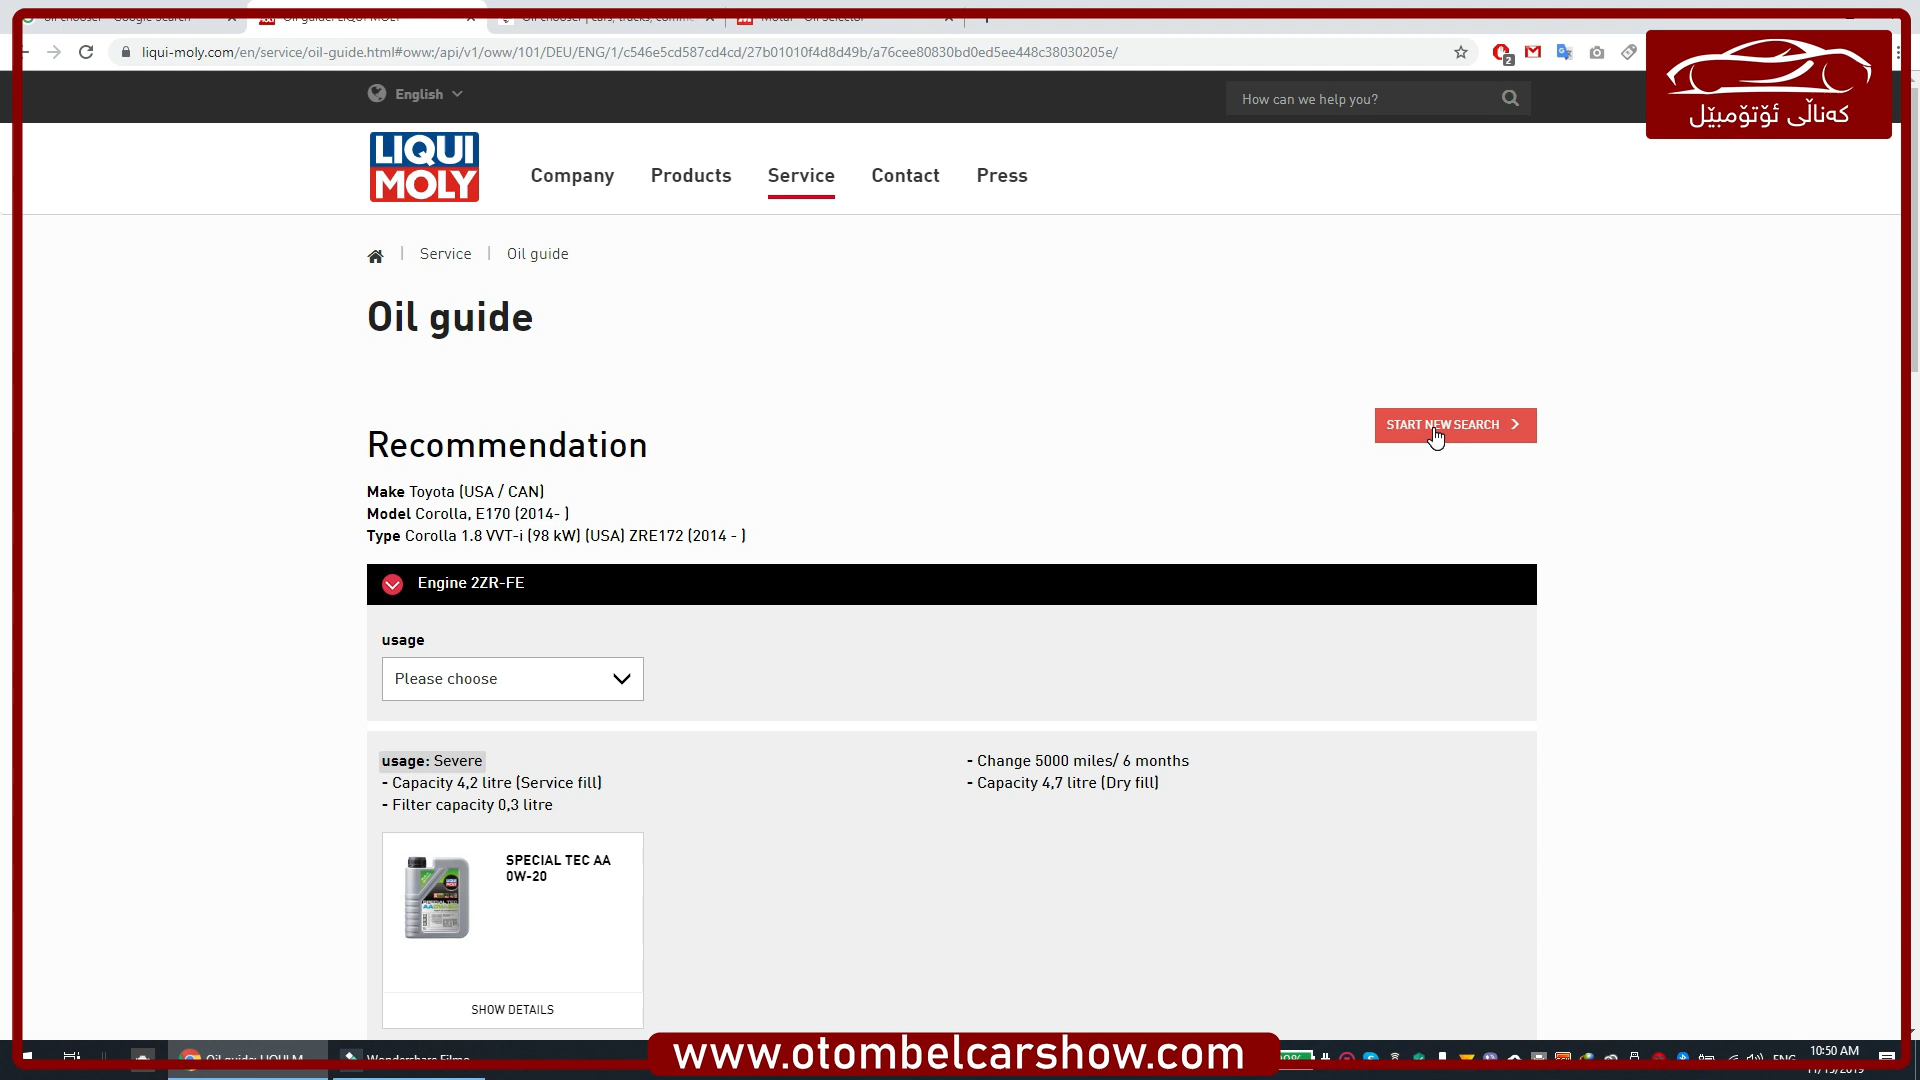 liqui-moly.com/en/service/oil-guide.html#oww:/api/v1/oww/101/DEU/ENG/1/c546e5cd587cd4cd/27b01010f4d8d49b/a76cee80830bd0ed5ee448c38030205e/
2
کەناڵی ئۆتۆمبێل
English
How can we help you?
LIQUI
MOLY
Company
Products
Service
Contact
Press
Service
Oil guide
Oil guide
START NEW SEARCH
Recommendation
Make Toyota (USA / CAN)
Model Corolla, E170 (2014- )
Type Corolla 1.8 VVT-i (98 kW) (USA) ZRE172 (2014 - )
Engine 2ZR-FE
usage
Please choose
usage: Severe
- Capacity 4,2 litre (Service fill)
- Filter capacity 0,3 litre
- Change 5000 miles/ 6 months
- Capacity 4,7 litre (Dry fill)
SPECIAL TEC AA
0W-20
SHOW DETAILS
www.otombelcarshow.com
10:50 AM